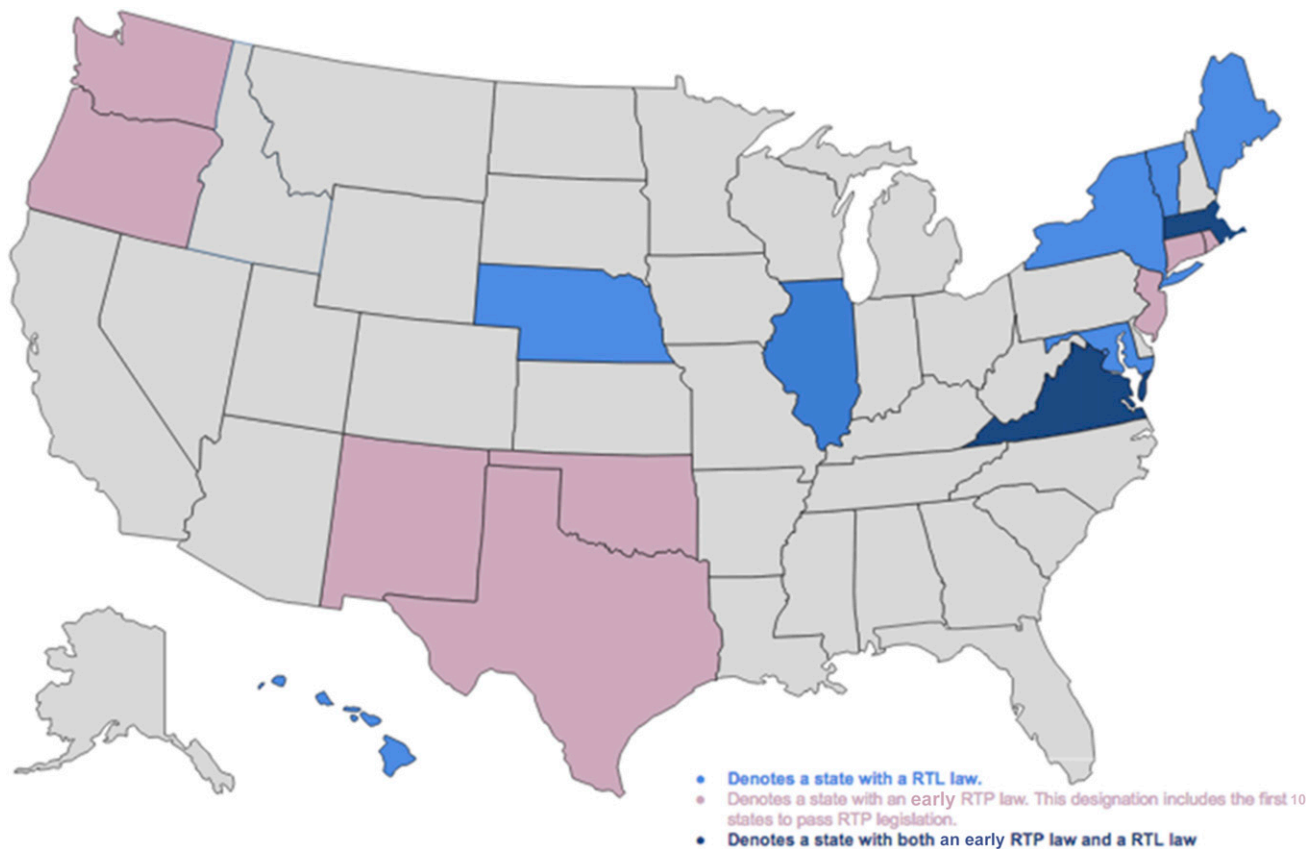 • Denotes a state with a RTL law.
• Denotes a state with an early RTP law. This designation includes the first 10
states to pass RTP legislation.
• Denotes a state with both an early RTP law and a RTL law